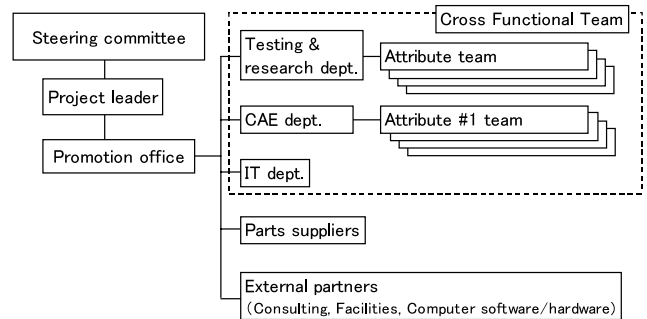 Cross Functional Team
Steering committee
Testing &
research dept.
Attribute team
Project leader
CAE dept.
Attribute #1 team
Promotion office
IT dept.
Parts suppliers
External partners
(Consulting, Facilities, Computer software/hardware)